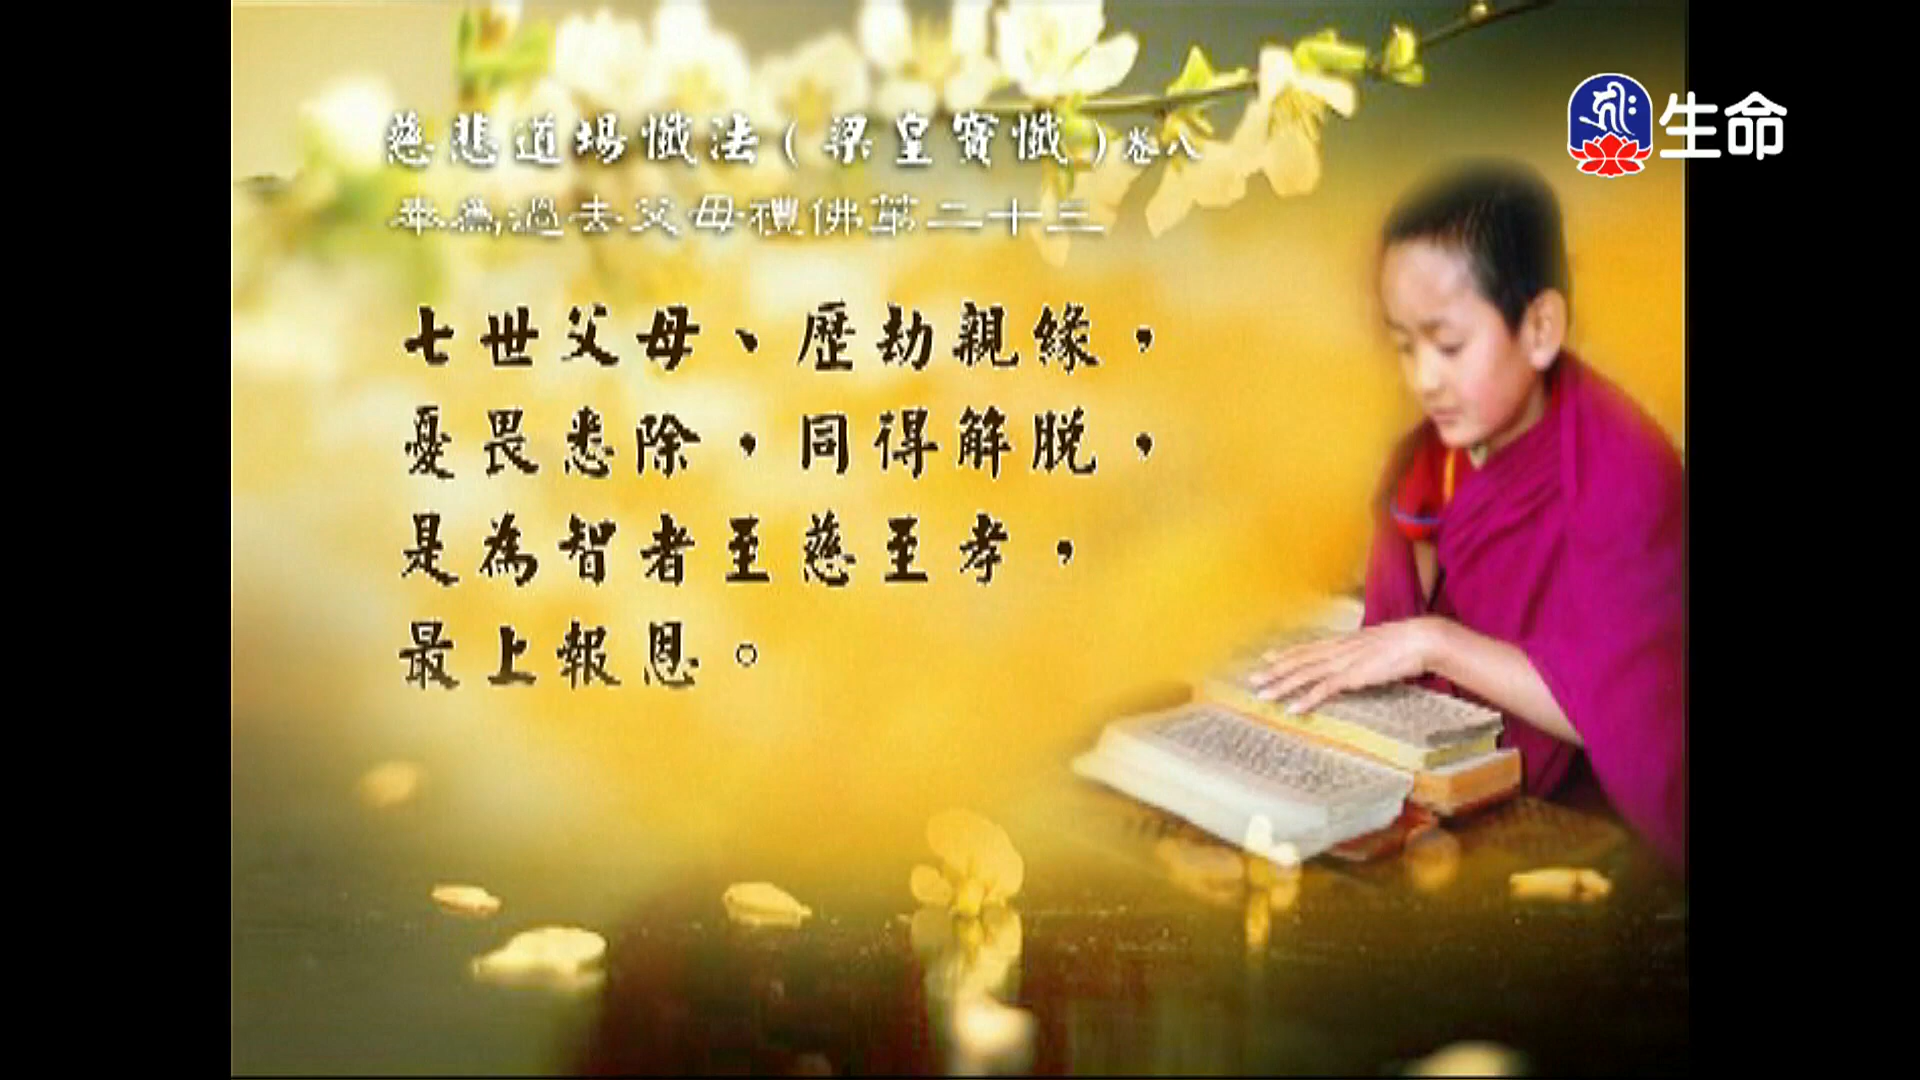 生命
慈悲道場懺法(梁皇寶懺)卷八
奉為過去父母禮佛第二十三
七世父母、歷劫親緣,
憂畏悉除,同得解脫,
是為智者至慈至孝,
最上報恩。